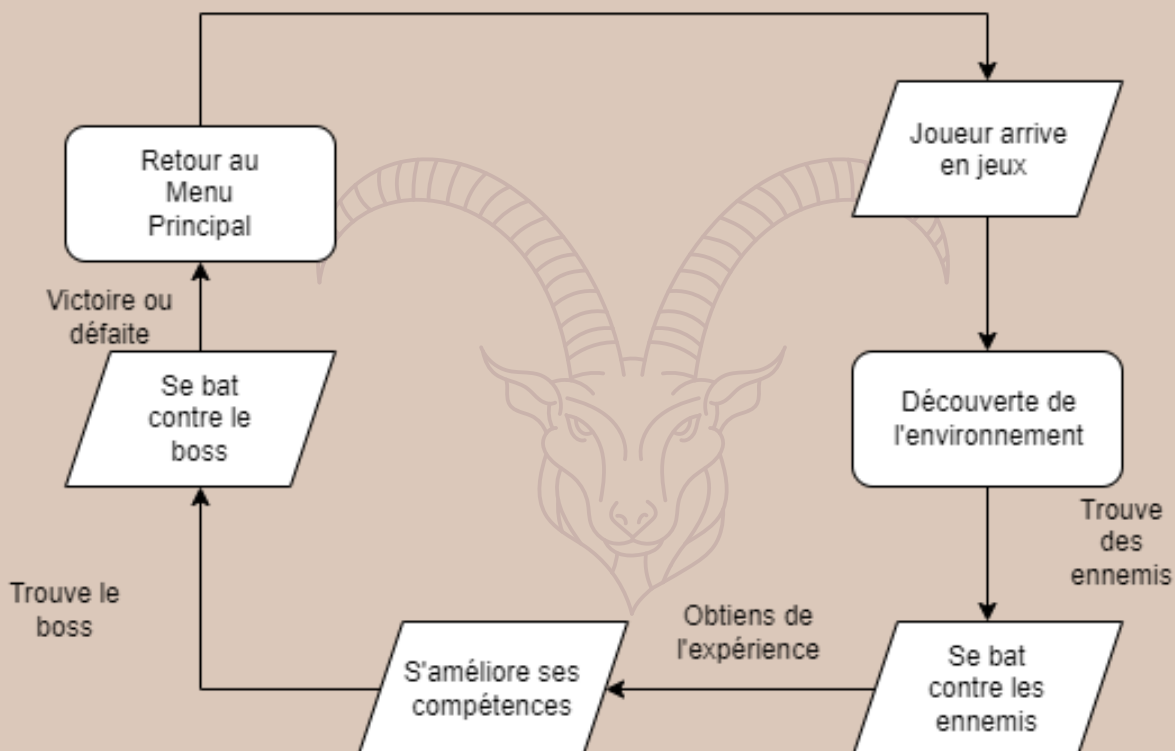 Joueur arrive
en jeux
Retour au
Menu
Principal
Victoire ou
défaite
Se bat
contre le
boss
Découverte de
l'environnement
Trouve
des
ennemis
Trouve le
boss
Obtiens de
l'expérience
S'améliore ses
compétences
Se bat
contre les
ennemis